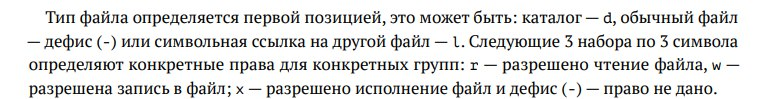 Тип файла определяется первой позицией, это может быть: каталог — d, обычный файл
— дефис (-) или символьная ссылка на другой файл — l. Следующие 3 набора по 3 символа
определяют конкретные права для конкретных групп: r — разрешено чтение файла, w —
разрешена запись в файл; x — разрешено исполнение файл и дефис (-) — право не дано.